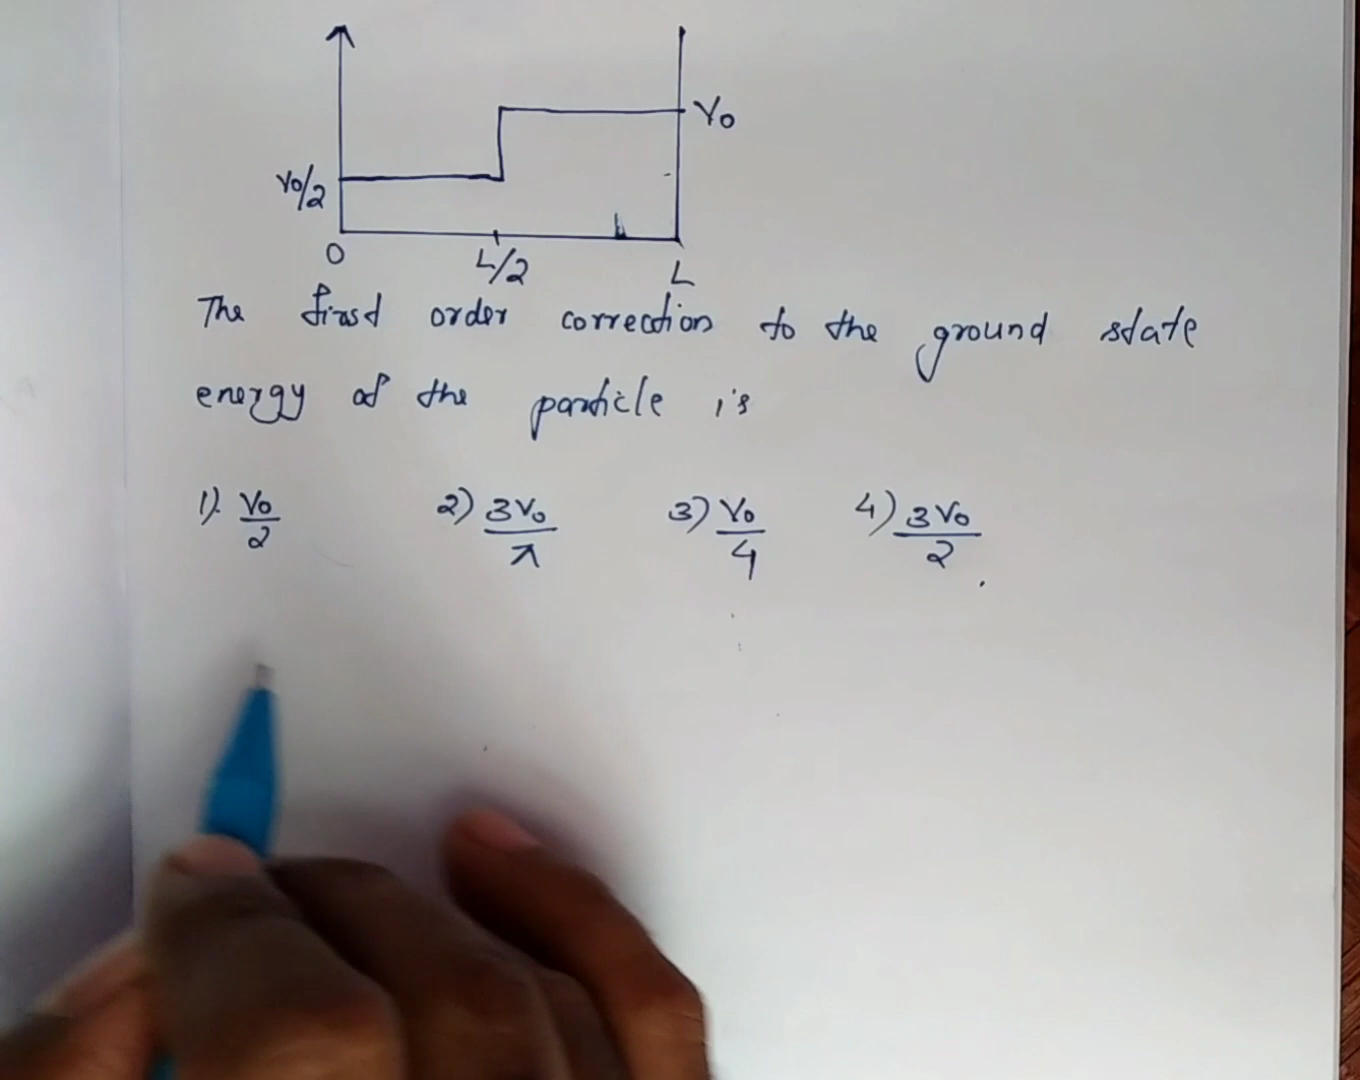 V0
V0/2
0 L/2 L
The first order correction to the ground state
energy of the particle is
1). V0/2 2) 3V0/π 3) V0/4 4) 3V0/2.